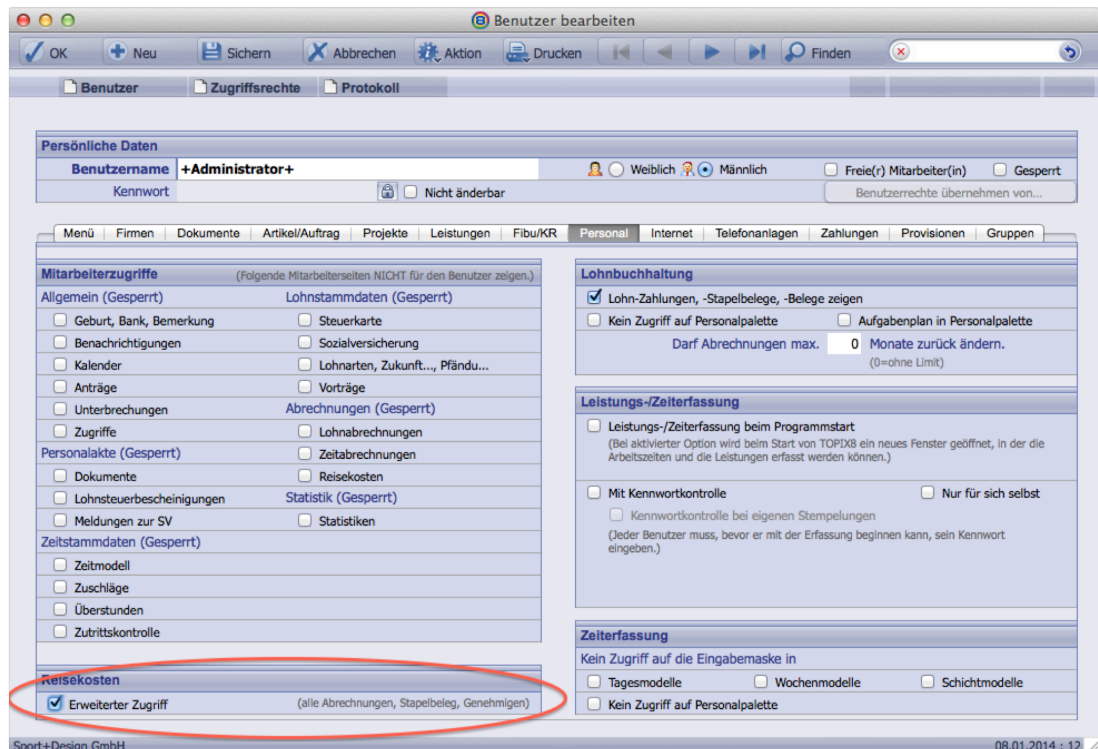 Benutzer bearbeiten
OK Neu Sichern Abbrechen Aktion Drucken Finden
Benutzer Zugriffsrechte Protokoll
Persönliche Daten
Benutzername +Administrator+ Weiblich Männlich Freie(r) Mitarbeiter(in) Gesperrt
Kennwort Nicht änderbar Benutzerrechte übernehmen von...
Menü Firmen Dokumente Artikel/Auftrag Projekte Leistungen Fibu/KR Personal Internet Telefonanlagen Zahlungen Provisionen Gruppen
Mitarbeiterzugriffe (Folgende Mitarbeiterseiten NICHT für den Benutzer zeigen.)
Allgemein (Gesperrt) Lohnstammdaten (Gesperrt)
Geburt, Bank, Bemerkung Steuerkarte
Benachrichtigungen Sozialversicherung
Kalender Lohnarten, Zukunft..., Pfändu...
Anträge Vorträge
Unterbrechungen Abrechnungen (Gesperrt)
Zugriffe Lohnabrechnungen
Personalakte (Gesperrt) Zeitabrechnungen
Dokumente Reisekosten
Lohnsteuerbescheinigungen Statistik (Gesperrt)
Meldungen zur SV Statistiken
Zeitstammdaten (Gesperrt)
Zeitmodell
Zuschläge
Überstunden
Zutrittskontrolle
Reisekosten
Erweiterter Zugriff (alle Abrechnungen, Stapelbeleg, Genehmigen)
Lohnbuchhaltung
Lohn-Zahlungen, -Stapelbelege, -Belege zeigen
Kein Zugriff auf Personalpalette Aufgabenplan in Personalpalette
Darf Abrechnungen max. 0 Monate zurück ändern.
(0=ohne Limit)
Leistungs-/Zeiterfassung
Leistungs-/Zeiterfassung beim Programmstart
(Bei aktivierter Option wird beim Start von TOPIX8 ein neues Fenster geöffnet, in der die
Arbeitszeiten und die Leistungen erfasst werden können.)
Mit Kennwortkontrolle Nur für sich selbst
Kennwortkontrolle bei eigenen Stempelungen
(Jeder Benutzer muss, bevor er mit der Erfassung beginnen kann, sein Kennwort
eingeben.)
Zeiterfassung
Kein Zugriff auf die Eingabemaske in
Tagesmodelle Wochenmodelle Schichtmodelle
Kein Zugriff auf Personalpalette
Sport+Design GmbH 08.01.2014 : 12